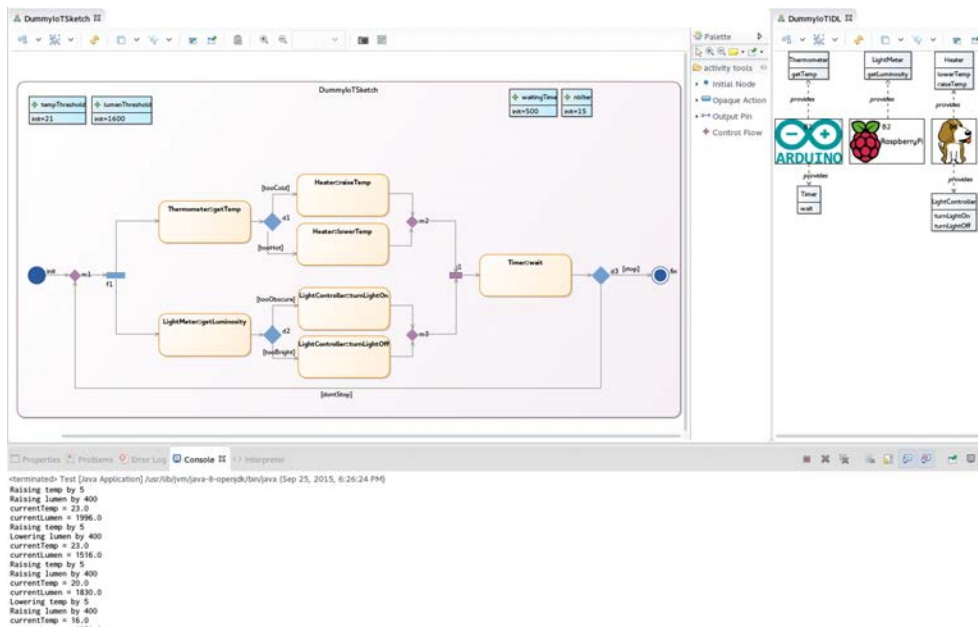 DummyIoTSketch
DummyIoTIDL
Palette
activity tools
Initial Node
Opaque Action
Output Pin
Control Flow
DummyIoTSketch
tempThreshold
init=21
lumenThreshold
init=1600
waitingTime
init=500
nbIter
init=15
init
m1
f1
Thermometer::getTemp
[tooCold]
[tooHot]
d1
Heater::raiseTemp
Heater::lowerTemp
m2
LightMeter::getLuminosity
[tooObscure]
[tooBright]
d2
LightController::turnLightOn
LightController::turnLightOff
m3
j1
Timer::wait
d3
[stop]
fin
[dontStop]
Thermometer
getTemp
LightMeter
getLuminosity
Heater
lowerTemp
raiseTemp
provides
provides
provides
ARDUINO
B2
RaspberryPi
provides
provides
Timer
wait
LightController
turnLightOn
turnLightOff
Properties
Problems
Error Log
Console
Interpreter
<terminated> Test [Java Application] /usr/lib/jvm/java-8-openjdk/bin/java (Sep 25, 2015, 6:26:24 PM)
Raising temp by 5
Raising lumen by 400
currentTemp = 23.0
currentLumen = 1996.0
Raising temp by 5
Lowering lumen by 400
currentTemp = 23.0
currentLumen = 1516.0
Raising temp by 5
Raising lumen by 400
currentTemp = 20.0
currentLumen = 1830.0
Lowering temp by 5
Raising lumen by 400
currentTemp = 16.0